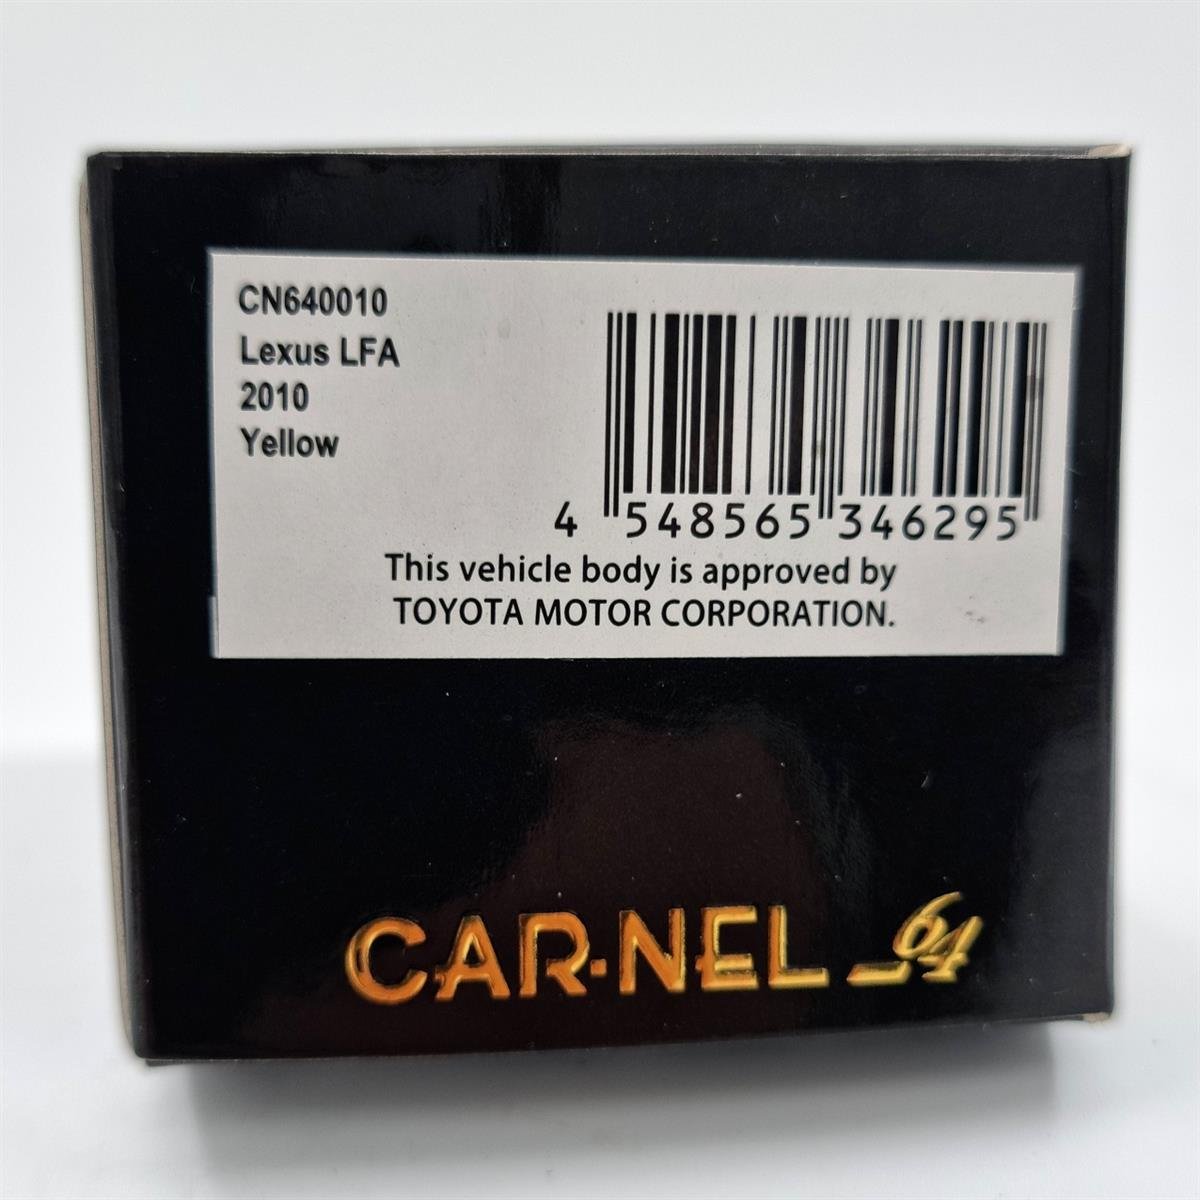 CN640010
Lexus LFA
2010
Yellow
4 548565 346295
This vehicle body is approved by
TOYOTA MOTOR CORPORATION.
CAR·NEL 64